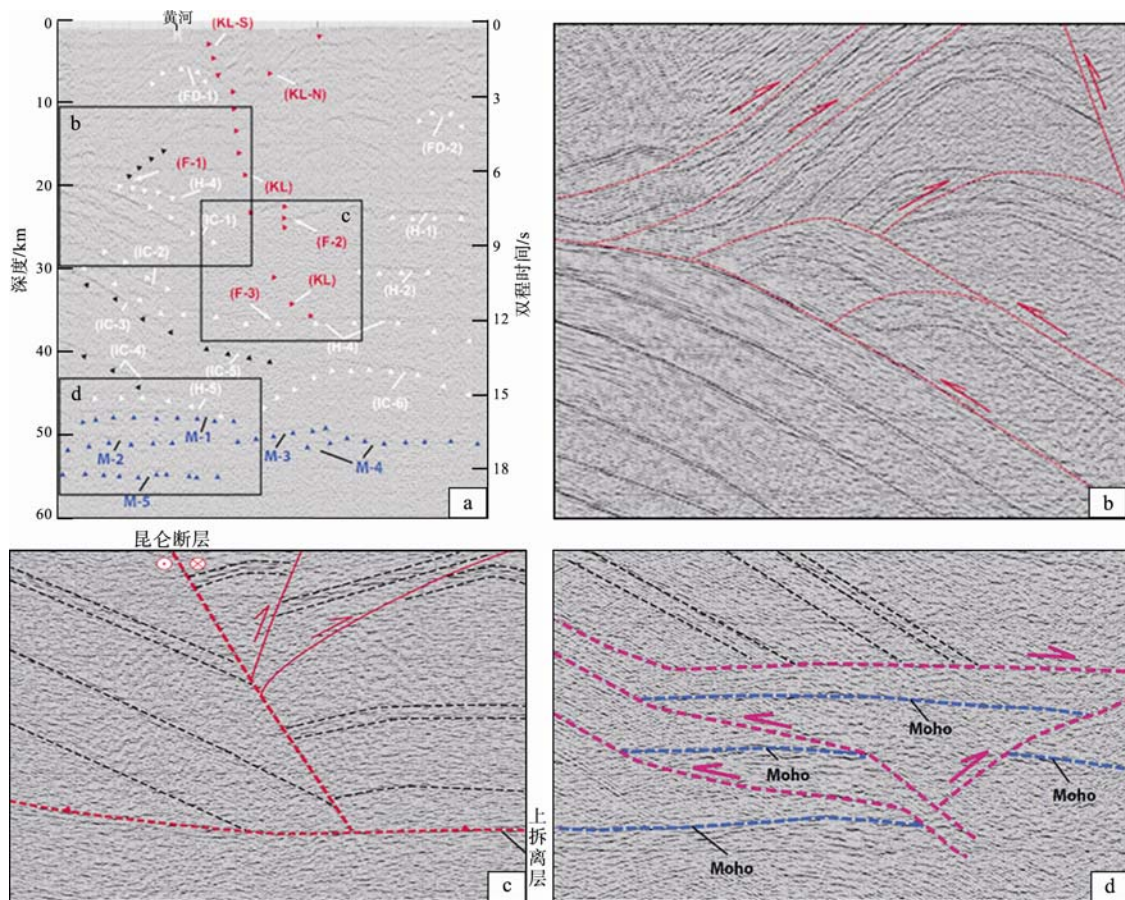 黄河
0
10
20
30
40
50
60
深度/km
0
3
6
9
12
15
18
双程时间/s
(KL-S)
(FD-1)
(KL-N)
(FD-2)
b
(F-1)
(H-4)
(KL)
c
(IC-1)
(H-1)
(F-2)
(IC-2)
(H-2)
(F-3)
(KL)
(IC-3)
(H-4)
(IC-4)
(IC-5)
d
(H-5)
(IC-6)
M-1
M-2
M-3
M-4
M-5
a
b
昆仑断层
上拆离层
c
Moho
Moho
Moho
Moho
d